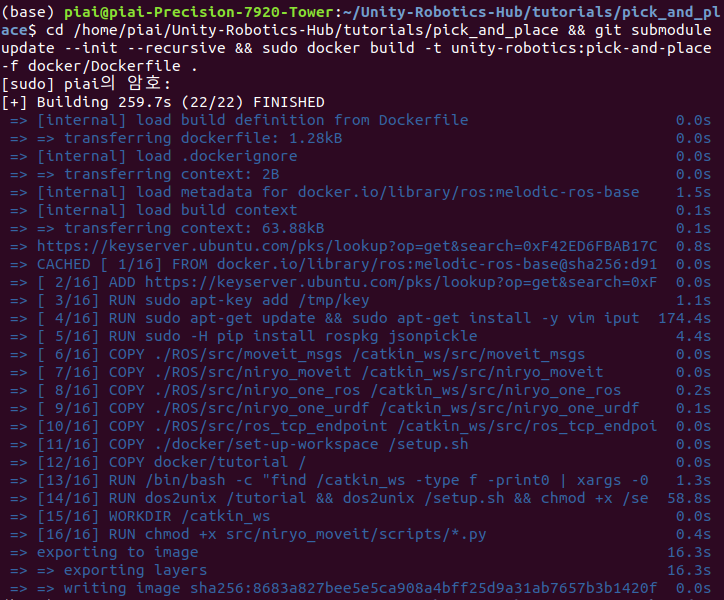 (base) piai@piai-Precision-7920-Tower:~/Unity-Robotics-Hub/tutorials/pick_and_pl
ace$ cd /home/piai/Unity-Robotics-Hub/tutorials/pick_and_place && git submodule
update --init --recursive && sudo docker build -t unity-robotics:pick-and-place
-f docker/Dockerfile .
[sudo] piai의 암호:
[+] Building 259.7s (22/22) FINISHED
=> [internal] load build definition from Dockerfile 0.0s
=> => transferring dockerfile: 1.28kB 0.0s
=> [internal] load .dockerignore 0.0s
=> => transferring context: 2B 0.0s
=> [internal] load metadata for docker.io/library/ros:melodic-ros-base 1.5s
=> [internal] load build context 0.1s
=> => transferring context: 63.88kB 0.1s
=> https://keyserver.ubuntu.com/pks/lookup?op=get&search=0xF42ED6FBAB17C 0.8s
=> CACHED [ 1/16] FROM docker.io/library/ros:melodic-ros-base@sha256:d91 0.0s
=> [ 2/16] ADD https://keyserver.ubuntu.com/pks/lookup?op=get&search=0xF 0.0s
=> [ 3/16] RUN sudo apt-key add /tmp/key 1.1s
=> [ 4/16] RUN sudo apt-get update && sudo apt-get install -y vim iput 174.4s
=> [ 5/16] RUN sudo -H pip install rospkg jsonpickle 4.4s
=> [ 6/16] COPY ./ROS/src/moveit_msgs /catkin_ws/src/moveit_msgs 0.0s
=> [ 7/16] COPY ./ROS/src/niryo_moveit /catkin_ws/src/niryo_moveit 0.0s
=> [ 8/16] COPY ./ROS/src/niryo_one_ros /catkin_ws/src/niryo_one_ros 0.2s
=> [ 9/16] COPY ./ROS/src/niryo_one_urdf /catkin_ws/src/niryo_one_urdf 0.1s
=> [10/16] COPY ./ROS/src/ros_tcp_endpoint /catkin_ws/src/ros_tcp_endpoi 0.0s
=> [11/16] COPY ./docker/set-up-workspace /setup.sh 0.0s
=> [12/16] COPY docker/tutorial / 0.0s
=> [13/16] RUN /bin/bash -c "find /catkin_ws -type f -print0 | xargs -0 1.3s
=> [14/16] RUN dos2unix /tutorial && dos2unix /setup.sh && chmod +x /se 58.8s
=> [15/16] WORKDIR /catkin_ws 0.0s
=> [16/16] RUN chmod +x src/niryo_moveit/scripts/*.py 0.4s
=> exporting to image 16.3s
=> => exporting layers 16.3s
=> => writing image sha256:8683a827bee5e5ca908a4bff25d9a31ab7657b3b1420f 0.0s